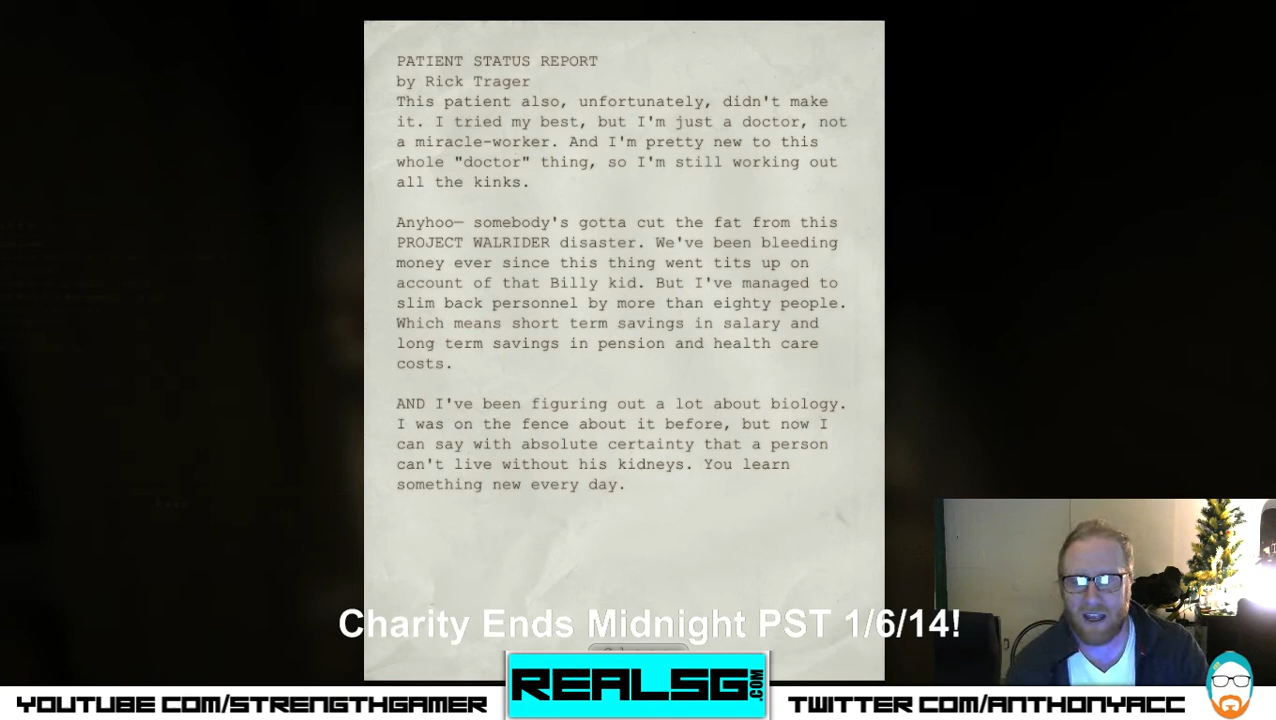 PATIENT STATUS REPORT
by Rick Trager
This patient also, unfortunately, didn't make
it. I tried my best, but I'm just a doctor, not
a miracle-worker. And I'm pretty new to this
whole "doctor" thing, so I'm still working out
all the kinks.
Anyhoo— somebody's gotta cut the fat from this
PROJECT WALRIDER disaster. We've been bleeding
money ever since this thing went tits up on
account of that Billy kid. But I've managed to
slim back personnel by more than eighty people.
Which means short term savings in salary and
long term savings in pension and health care
costs.
AND I've been figuring out a lot about biology.
I was on the fence about it before, but now I
can say with absolute certainty that a person
can't live without his kidneys. You learn
something new every day.
Charity Ends Midnight PST 1/6/14!
REALSG.COM
YOUTUBE COM/STRENGTHGAMER
TWITTER COM/ANTHONYACC